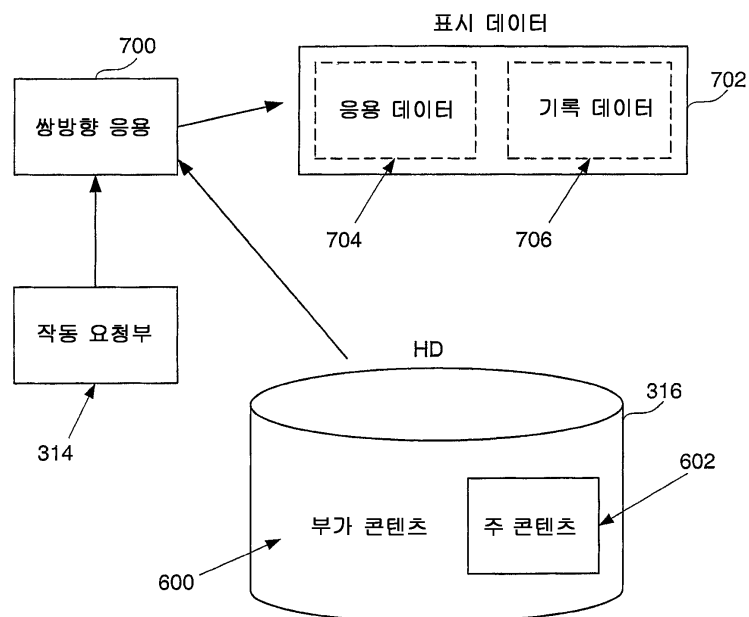 표시 데이터
700
쌍방향 응용
응용 데이터
기록 데이터
702
704
706
작동 요청부
314
HD
316
602
부가 콘텐츠
주 콘텐츠
600